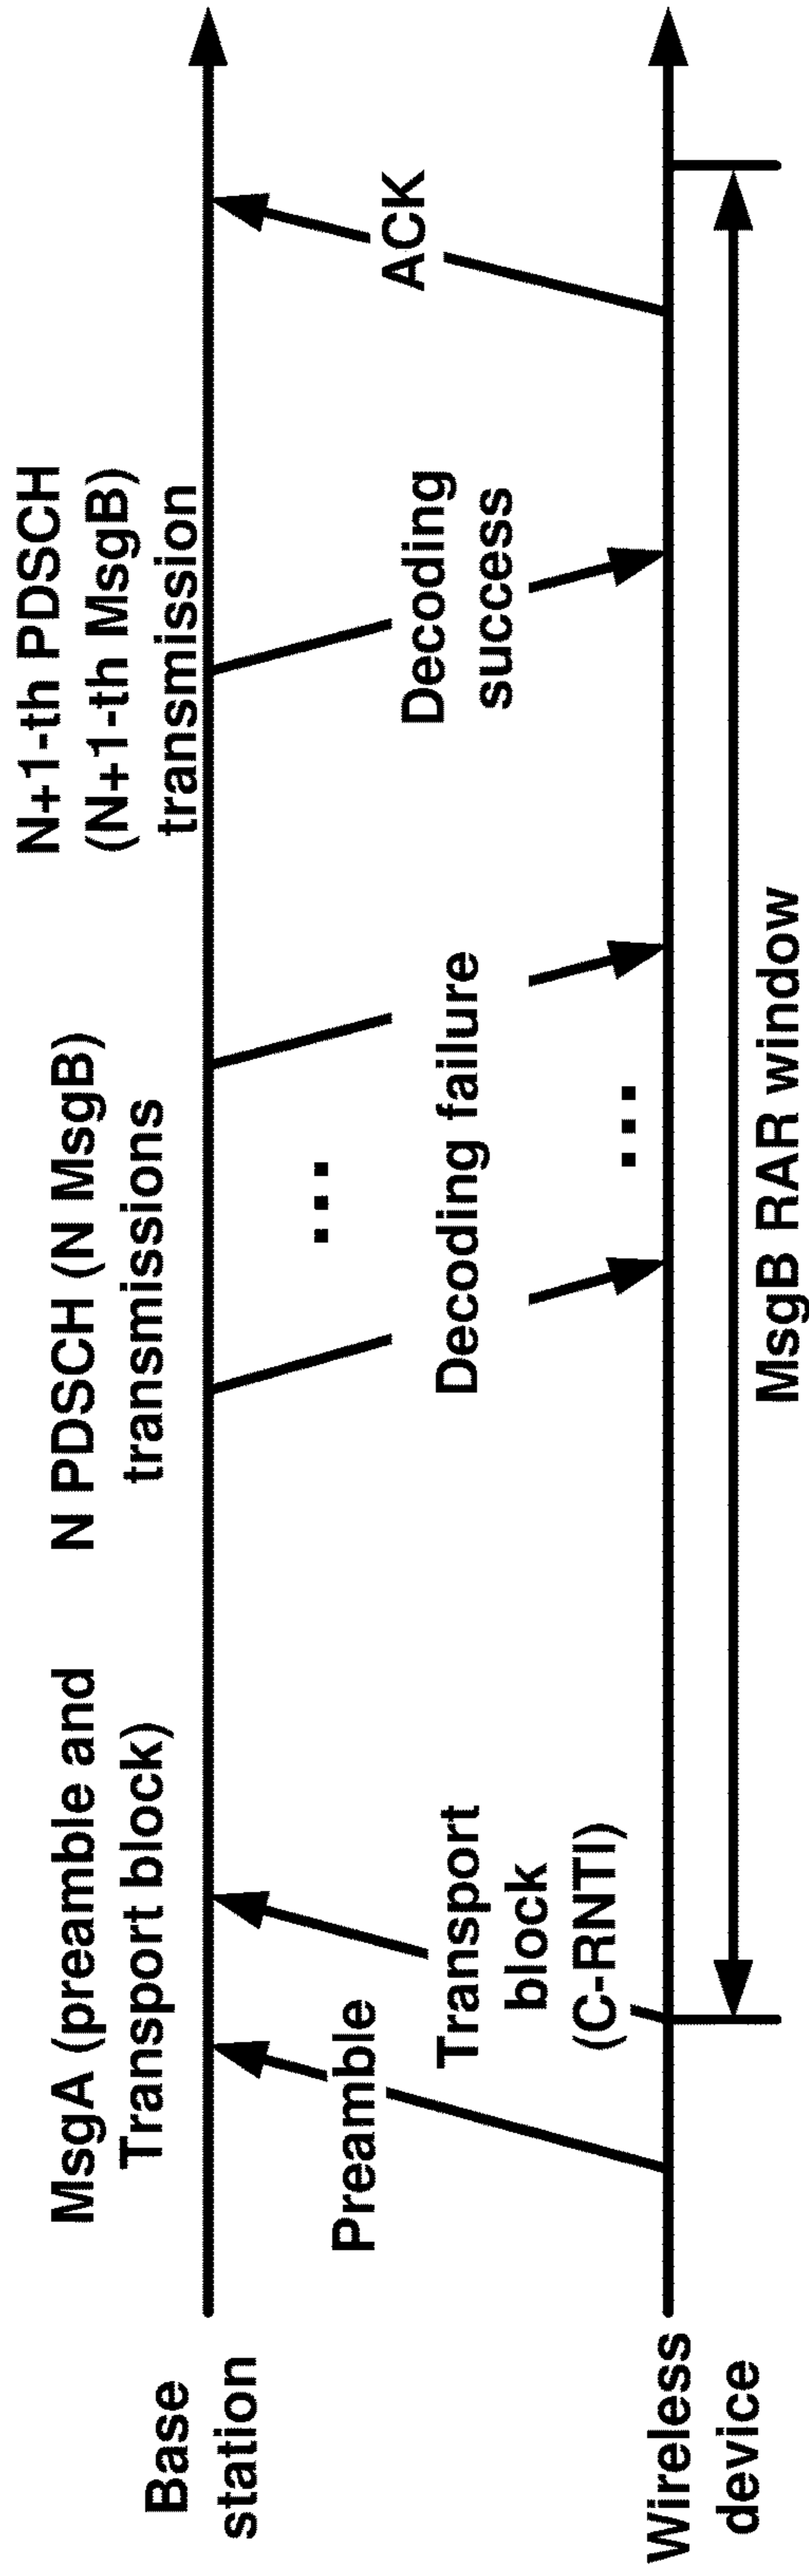 MsgA (preamble and
Transport block)
N PDSCH (N MsgB)
transmissions
N+1-th PDSCH
(N+1-th MsgB)
transmission
Base
station
Preamble
Transport
block
(C-RNTI)
Decoding failure
Decoding
success
ACK
Wireless
device
MsgB RAR window